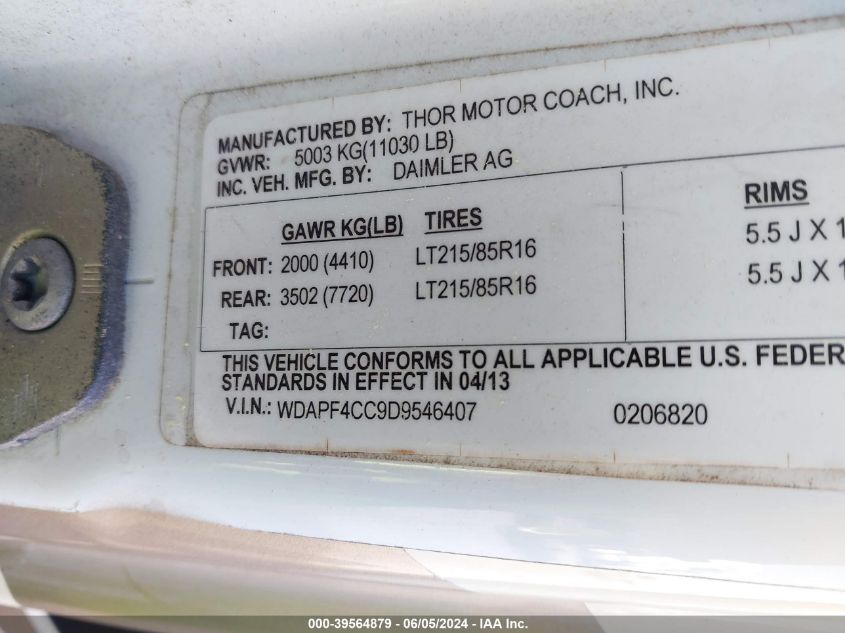 MANUFACTURED BY: THOR MOTOR COACH, INC.
GVWR: 5003 KG(11030 LB)
INC. VEH. MFG. BY: DAIMLER AG
GAWR KG(LB) TIRES RIMS
FRONT: 2000 (4410) LT215/85R16 5.5 J X 1
REAR: 3502 (7720) LT215/85R16 5.5 J X 1
TAG:
THIS VEHICLE CONFORMS TO ALL APPLICABLE U.S. FEDER
STANDARDS IN EFFECT IN 04/13
V.I.N.: WDAPF4CC9D9546407 0206820
000-39564879 - 06/05/2024 - IAA Inc.